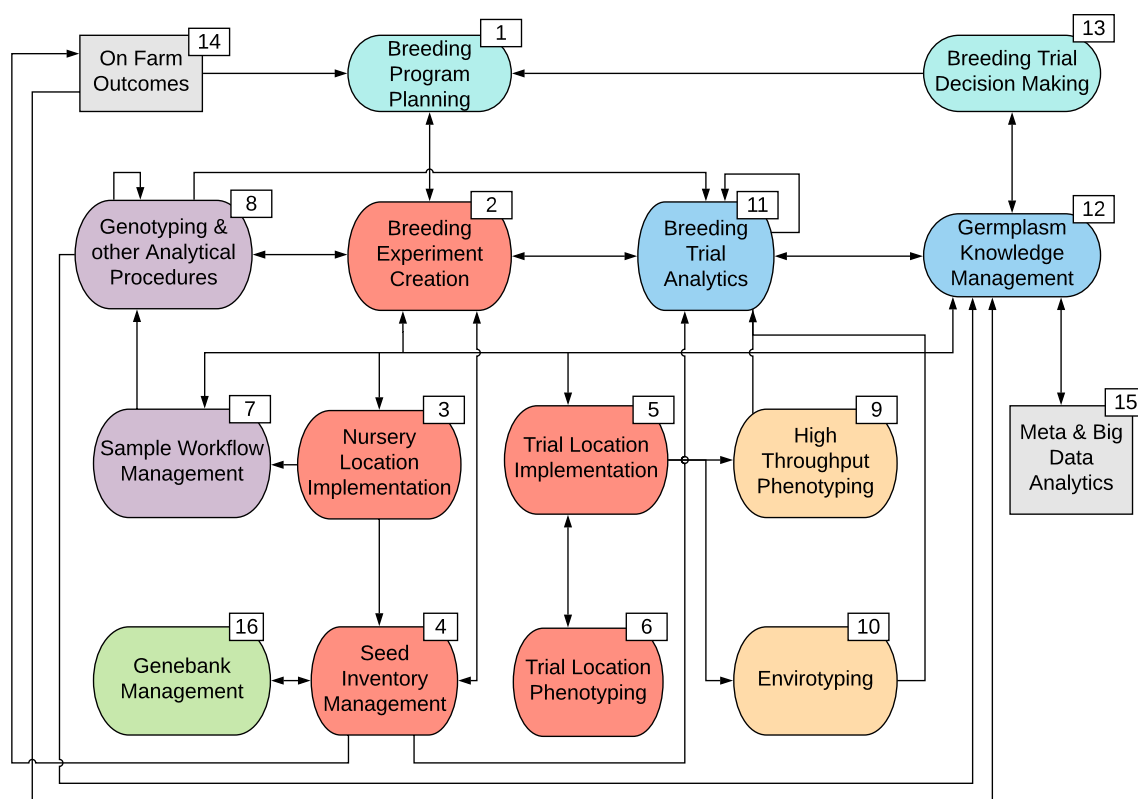 14
On Farm
Outcomes
1
Breeding
Program
Planning
13
Breeding Trial
Decision Making
8
Genotyping &
other Analytical
Procedures
2
Breeding
Experiment
Creation
11
Breeding
Trial
Analytics
12
Germplasm
Knowledge
Management
7
Sample Workflow
Management
3
Nursery
Location
Implementation
5
Trial Location
Implementation
9
High
Throughput
Phenotyping
15
Meta & Big
Data
Analytics
16
Genebank
Management
4
Seed
Inventory
Management
6
Trial Location
Phenotyping
10
Envirotyping